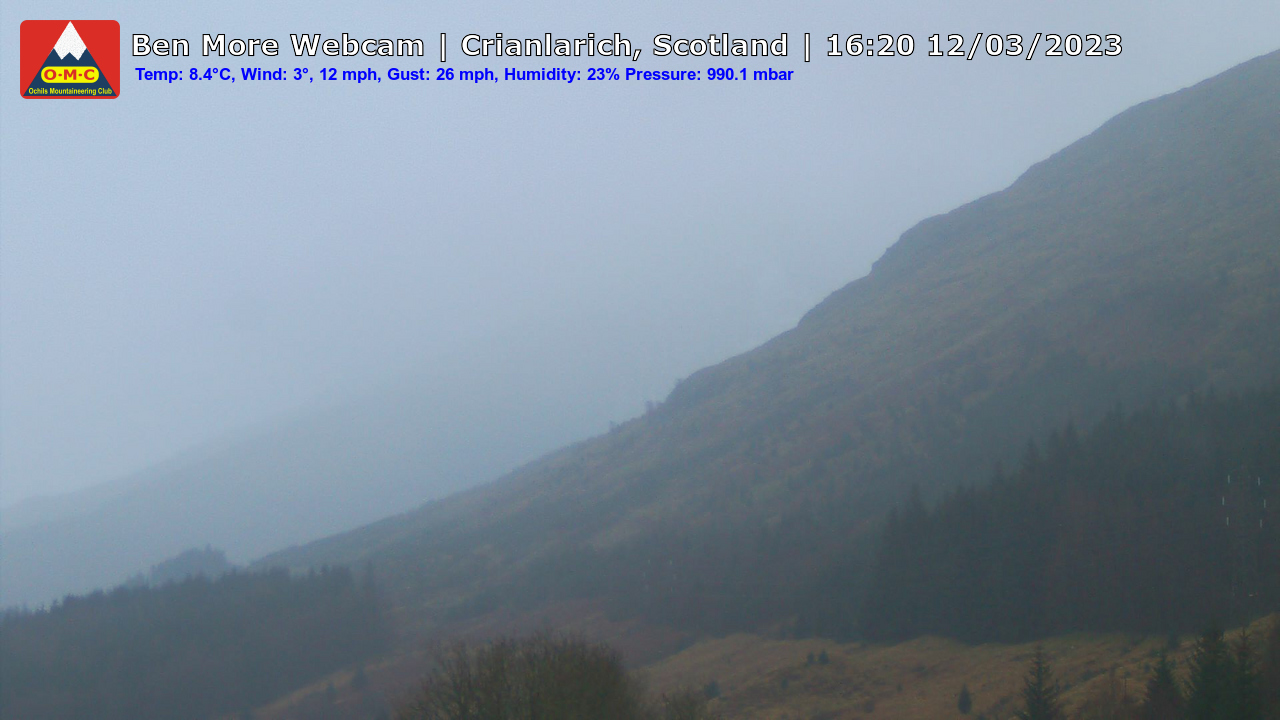 Ben More Webcam | Crianlarich, Scotland | 16:20 12/03/2023
Temp: 8.4°C, Wind: 3°, 12 mph, Gust: 26 mph, Humidity: 23% Pressure: 990.1 mbar
O·M·C
Ochils Mountaineering Club